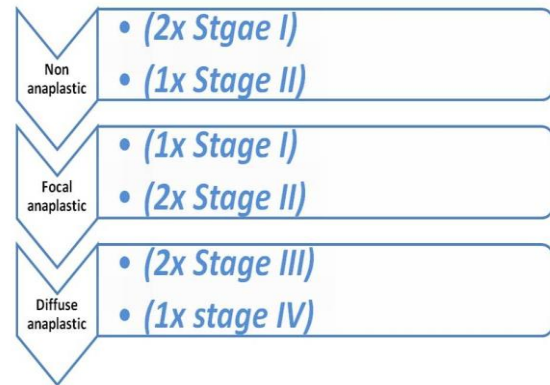 Non
anaplastic
• (2x Stgae I)
• (1x Stage II)
Focal
anaplastic
• (1x Stage I)
• (2x Stage II)
Diffuse
anaplastic
• (2x Stage III)
• (1x stage IV)